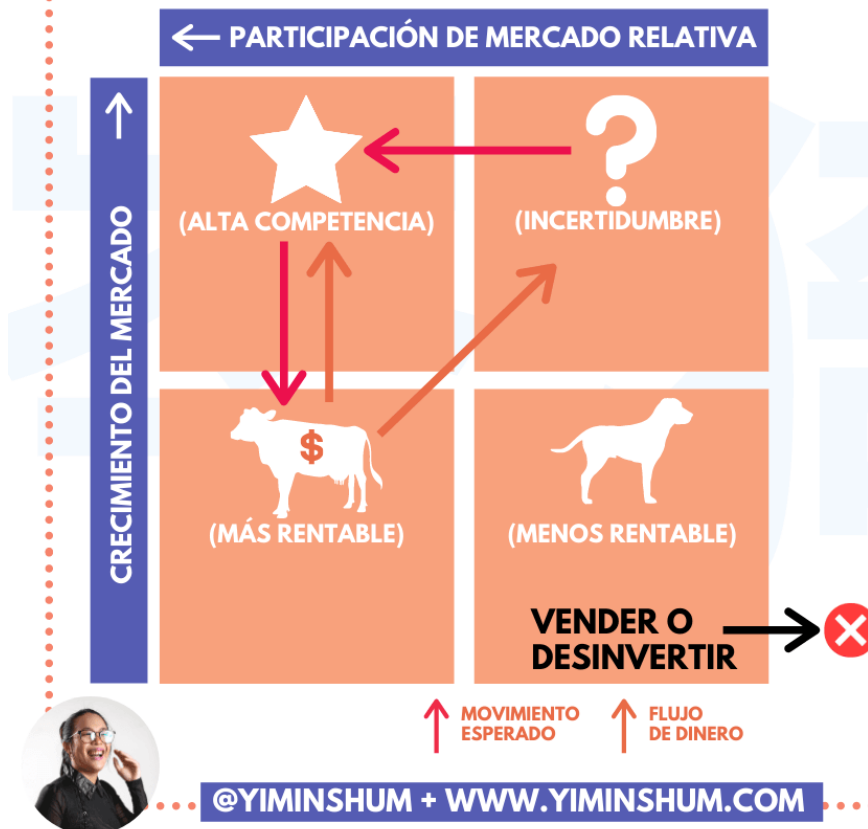 PARTICIPACIÓN DE MERCADO RELATIVA
CRECIMIENTO DEL MERCADO
(ALTA COMPETENCIA)
?
(INCERTIDUMBRE)
$
(MÁS RENTABLE)
(MENOS RENTABLE)
VENDER O
DESINVERTIR
MOVIMIENTO
ESPERADO
FLUJO
DE DINERO
@YIMINSHUM + WWW.YIMINSHUM.COM